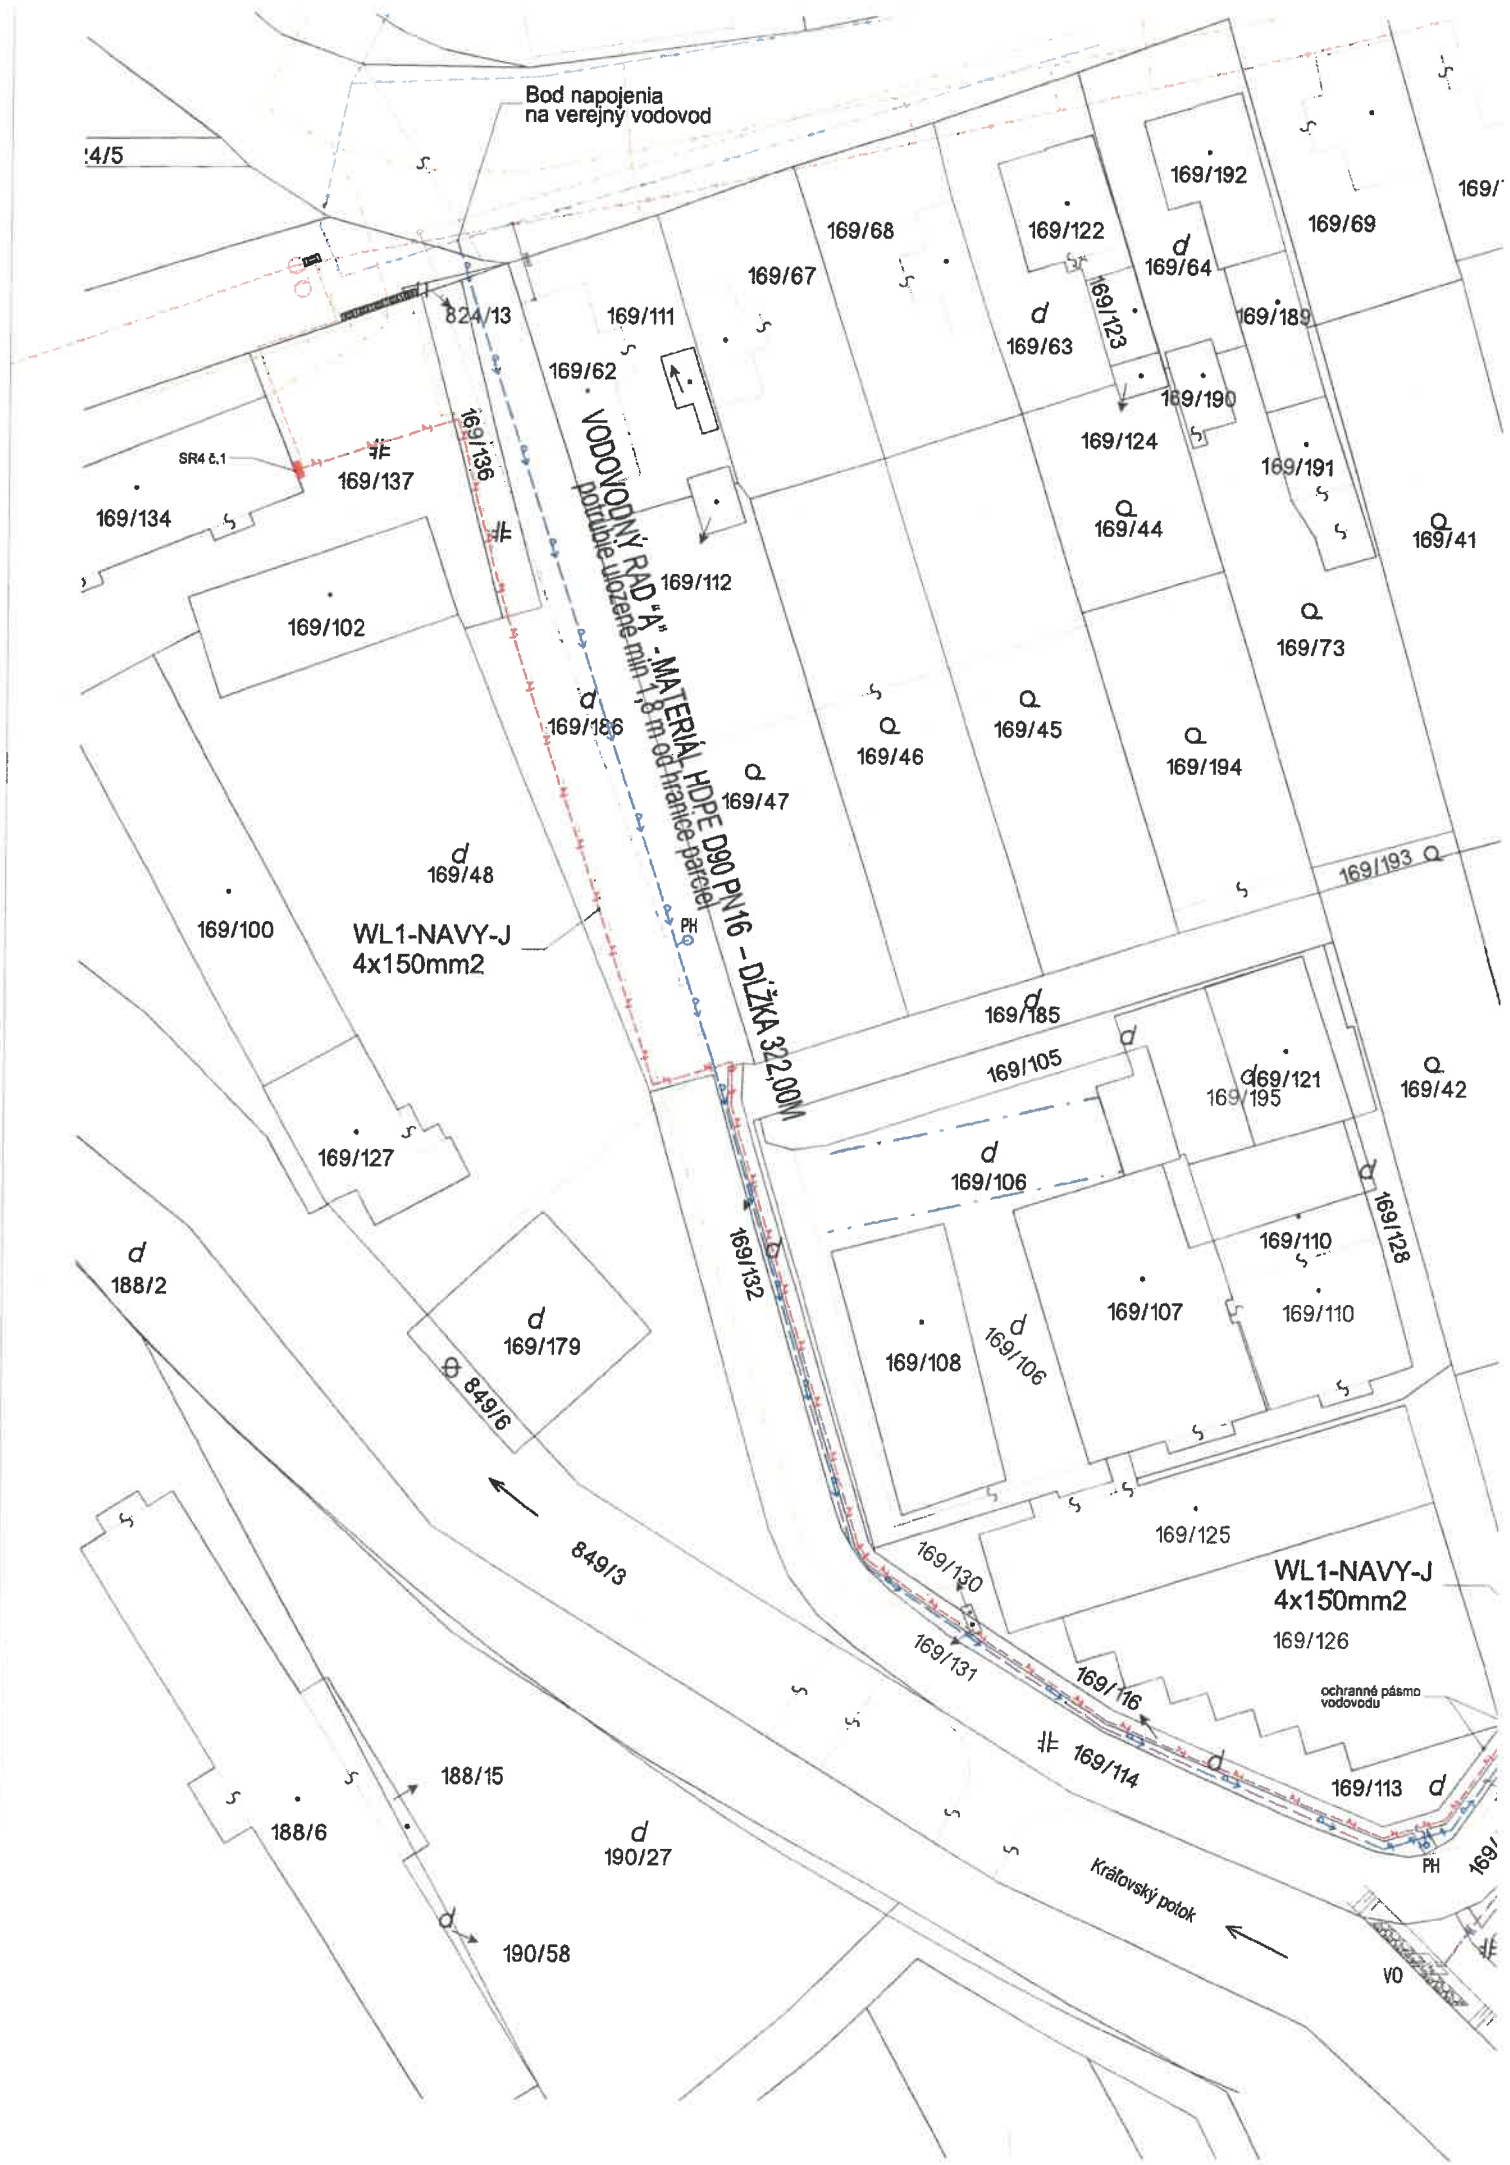 Bod napojenia
na verejný vodovod
169/192
169/122
169/69
169/68
d
169/64
169/67
169/123
824/13
169/111
d
169/63
169/189
169/62
169/190
169/136
169/124
SR4 č.1
169/137
169/191
169/134
169/44
169/41
VODOVODNÝ RAD "A" - MATERIÁL HDPE D90 PN16 - DĹŽKA 322,00M
potrubie uložené min 1,8 m od hranice parciel
169/112
169/102
169/73
d
169/186
169/45
169/46
169/194
169/47
d
169/48
169/193
169/100
WL1-NAVY-J
4x150mm2
PH
d
169/185
d
169/105
d
169/121
169/195
169/42
169/127
d
169/106
d
169/128
169/132
169/110
d
188/2
169/107
169/110
d
169/179
d
169/106
169/108
849/6
169/125
849/3
169/130
WL1-NAVY-J
4x150mm2
169/126
169/131
169/116
ochranné pásmo
vodovodu
d
169/114
169/113 d
188/15
188/6
d
190/27
PH
Kráľovský potok
d
190/58
VO